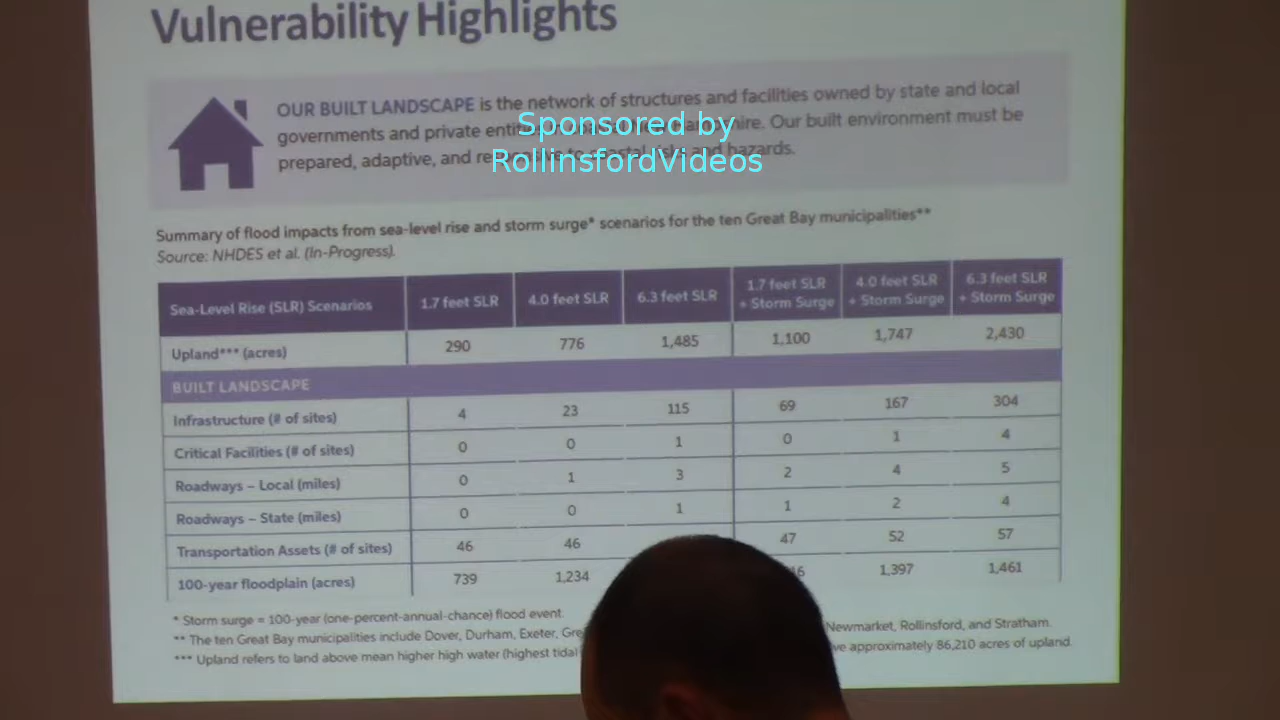 Vulnerability Highlights
OUR BUILT LANDSCAPE is the network of structures and facilities owned by state and local
governments and private Our built environment must be
prepared, adaptive, and hazards.
Sponsored by
RollinsfordVideos
Summary of flood impacts from sea-level rise and storm surge* scenarios for the ten Great Bay municipalities**
Source: NHDES et al. (In-Progress).
Sea-Level Rise (SLR) Scenarios 1.7 feet SLR 4.0 feet SLR 6.3 feet SLR 1.7 feet SLR + Storm Surge 4.0 feet SLR + Storm Surge 6.3 feet SLR + Storm Surge
Upland*** (acres) 290 776 1,485 1,100 1,747 2,430
BUILT LANDSCAPE
Infrastructure (# of sites) 4 23 115 69 167 304
Critical Facilities (# of sites) 0 0 1 0 1 4
Roadways – Local (miles) 0 1 3 2 4 5
Roadways – State (miles) 0 0 1 1 2 4
Transportation Assets (# of sites) 46 46 47 52 57
100-year floodplain (acres) 739 1,234 1,397 1,461
* Storm surge = 100-year (one-percent-annual-chance) flood event.
** The ten Great Bay municipalities include Dover, Durham, Exeter, Newmarket, Rollinsford, and Stratham.
*** Upland refers to land above mean higher high water (highest tidal approximately 86,210 acres of upland.